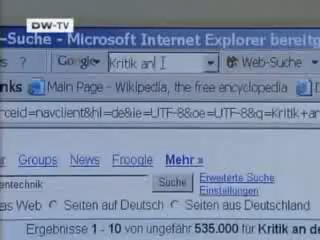 DW-TV
-Suche - Microsoft Internet Explorer bereitg
s ? Google Kritik an Web-Suche
nks Main Page - Wikipedia, the free encyclopedia D
rceid=navclient&hl=de&ie=UTF-8&oe=UTF-8&q=Kritik+an
r Groups News Froogle Mehr »
entechnik Suche Erweiterte Suche
Einstellungen
as Web Seiten auf Deutsch Seiten aus Deutschland
Ergebnisse 1 - 10 von ungefähr 535.000 für Kritik an de